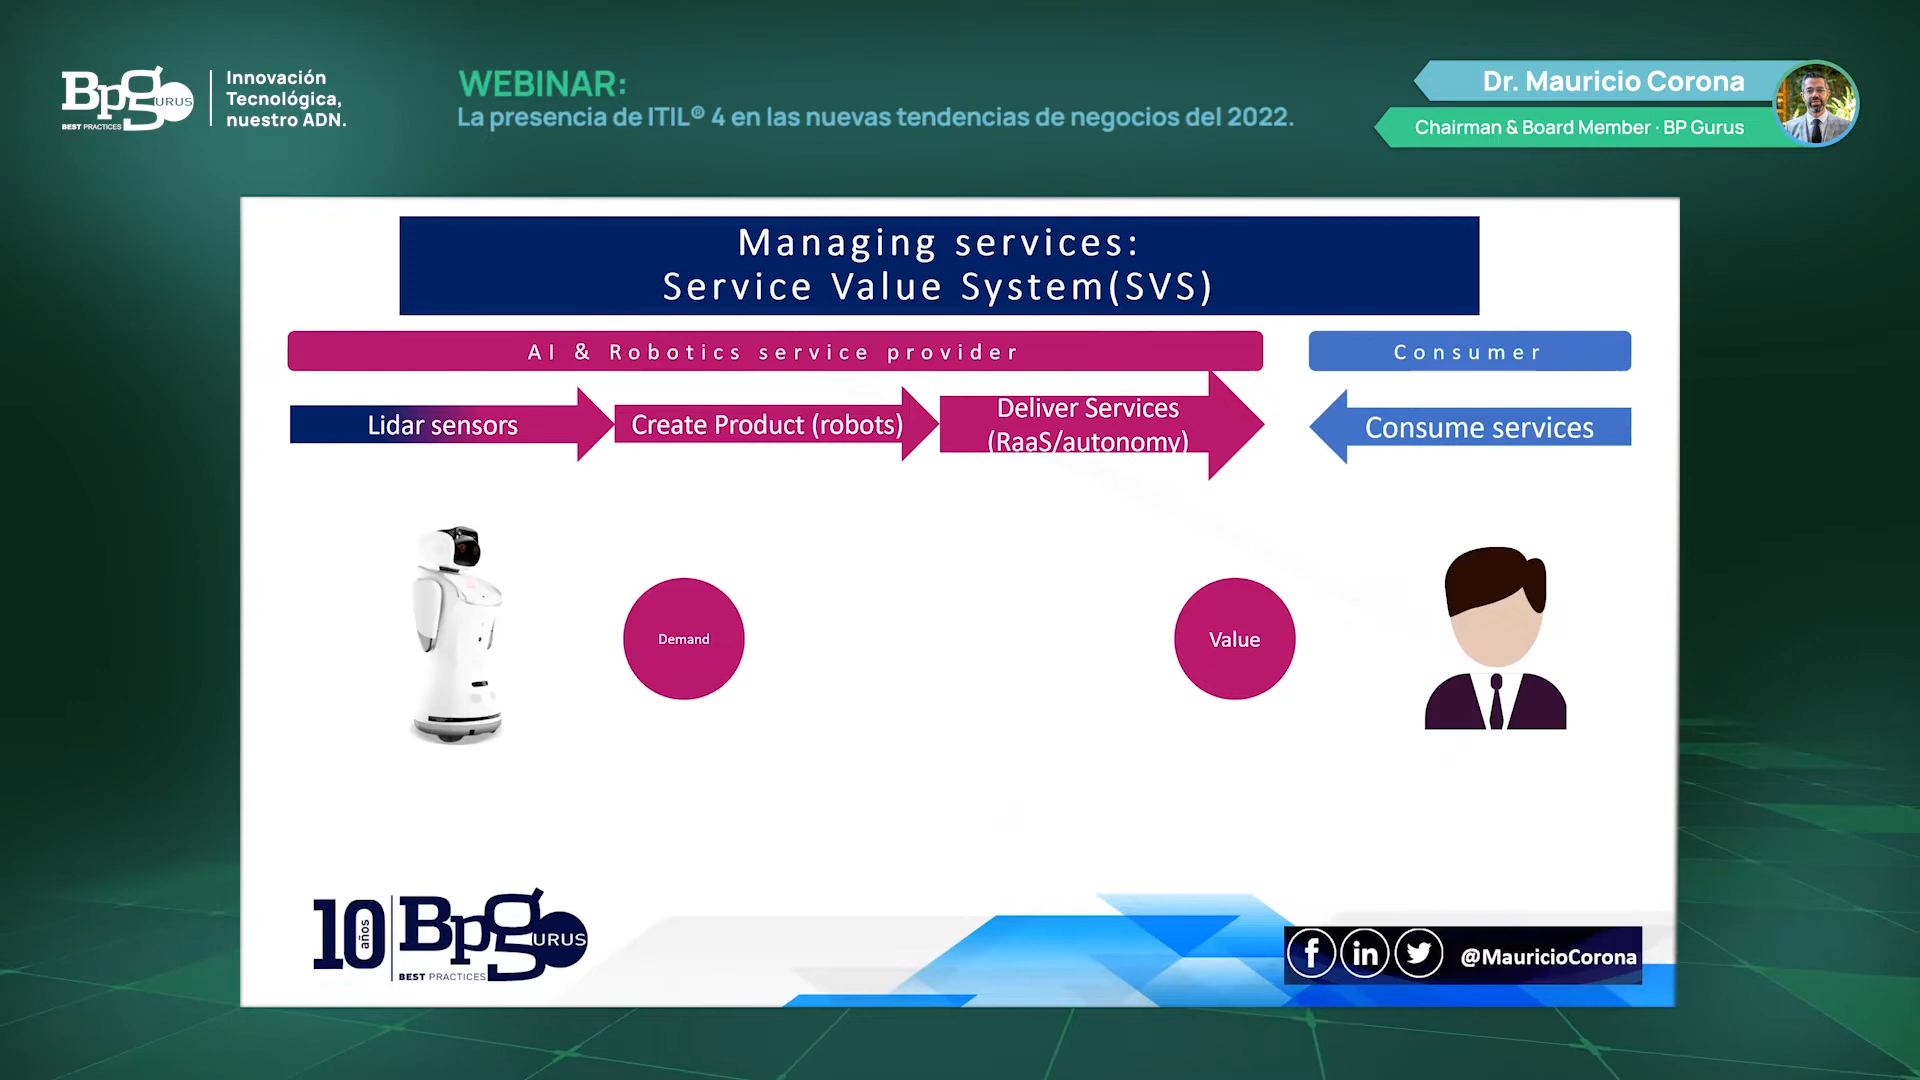 BpgURUS
BEST PRACTICES
Innovación
Tecnológica,
nuestro ADN.
WEBINAR:
La presencia de ITIL® 4 en las nuevas tendencias de negocios del 2022.
Dr. Mauricio Corona
Chairman & Board Member · BP Gurus
Managing services:
Service Value System(SVS)
AI & Robotics service provider
Consumer
Lidar sensors
Create Product (robots)
Deliver Services
(RaaS/autonomy)
Consume services
Demand
Value
10 años
BpgURUS
BEST PRACTICES
@MauricioCorona